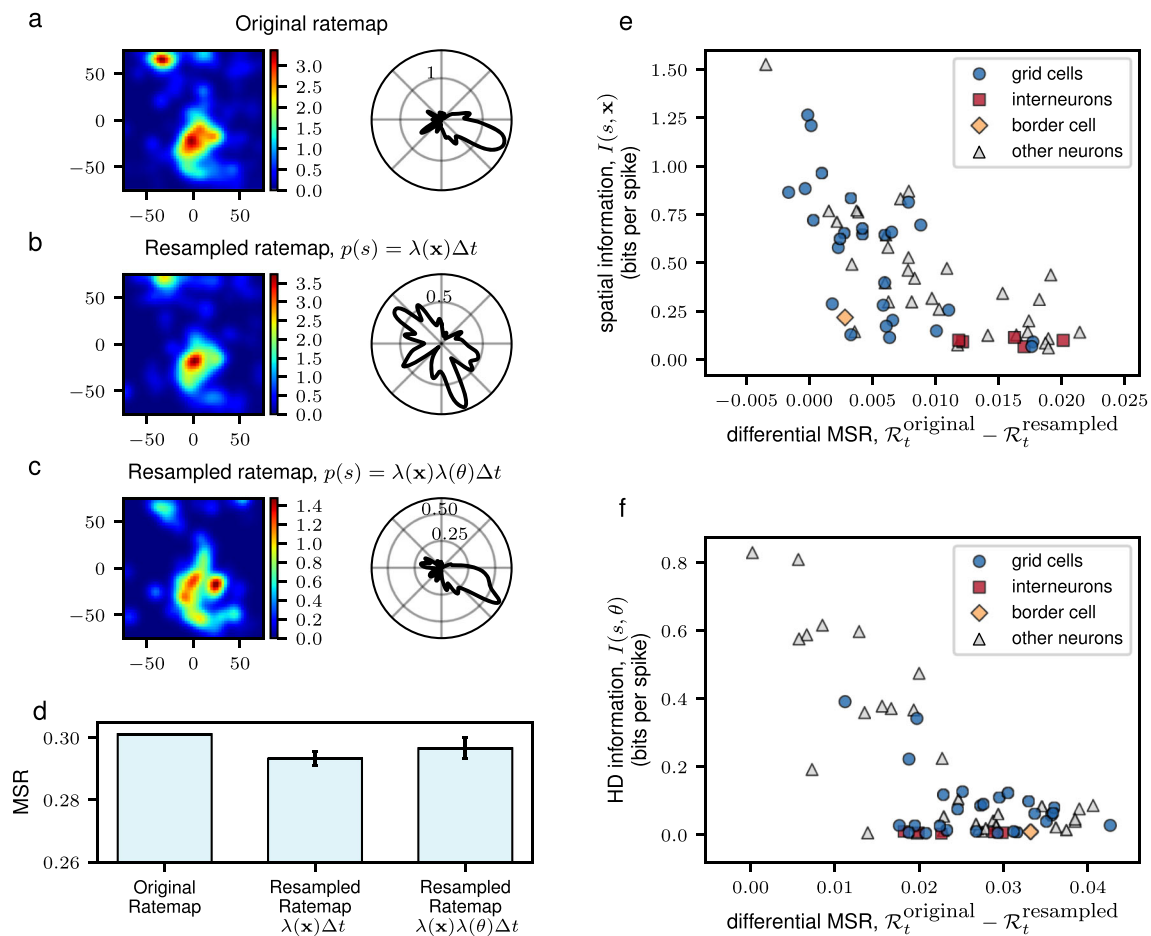 a
Original ratemap
50
0
−50
−50 0 50
3.0
2.5
2.0
1.5
1.0
0.5
0.0
1
b
Resampled ratemap, p(s) = λ(x)Δt
50
0
−50
−50 0 50
3.5
3.0
2.5
2.0
1.5
1.0
0.5
0.0
0.5
c
Resampled ratemap, p(s) = λ(x)λ(θ)Δt
50
0
−50
−50 0 50
1.4
1.2
1.0
0.8
0.6
0.4
0.2
0.0
0.50
0.25
d
MSR
0.30
0.28
0.26
Original
Ratemap
Resampled
Ratemap
λ(x)Δt
Resampled
Ratemap
λ(x)λ(θ)Δt
e
spatial information, I(s, x)
(bits per spike)
1.50
1.25
1.00
0.75
0.50
0.25
0.00
grid cells
interneurons
border cell
other neurons
−0.005 0.000 0.005 0.010 0.015 0.020 0.025
differential MSR, R_t^original − R_t^resampled
f
HD information, I(s, θ)
(bits per spike)
0.8
0.6
0.4
0.2
0.0
grid cells
interneurons
border cell
other neurons
0.00 0.01 0.02 0.03 0.04
differential MSR, R_t^original − R_t^resampled